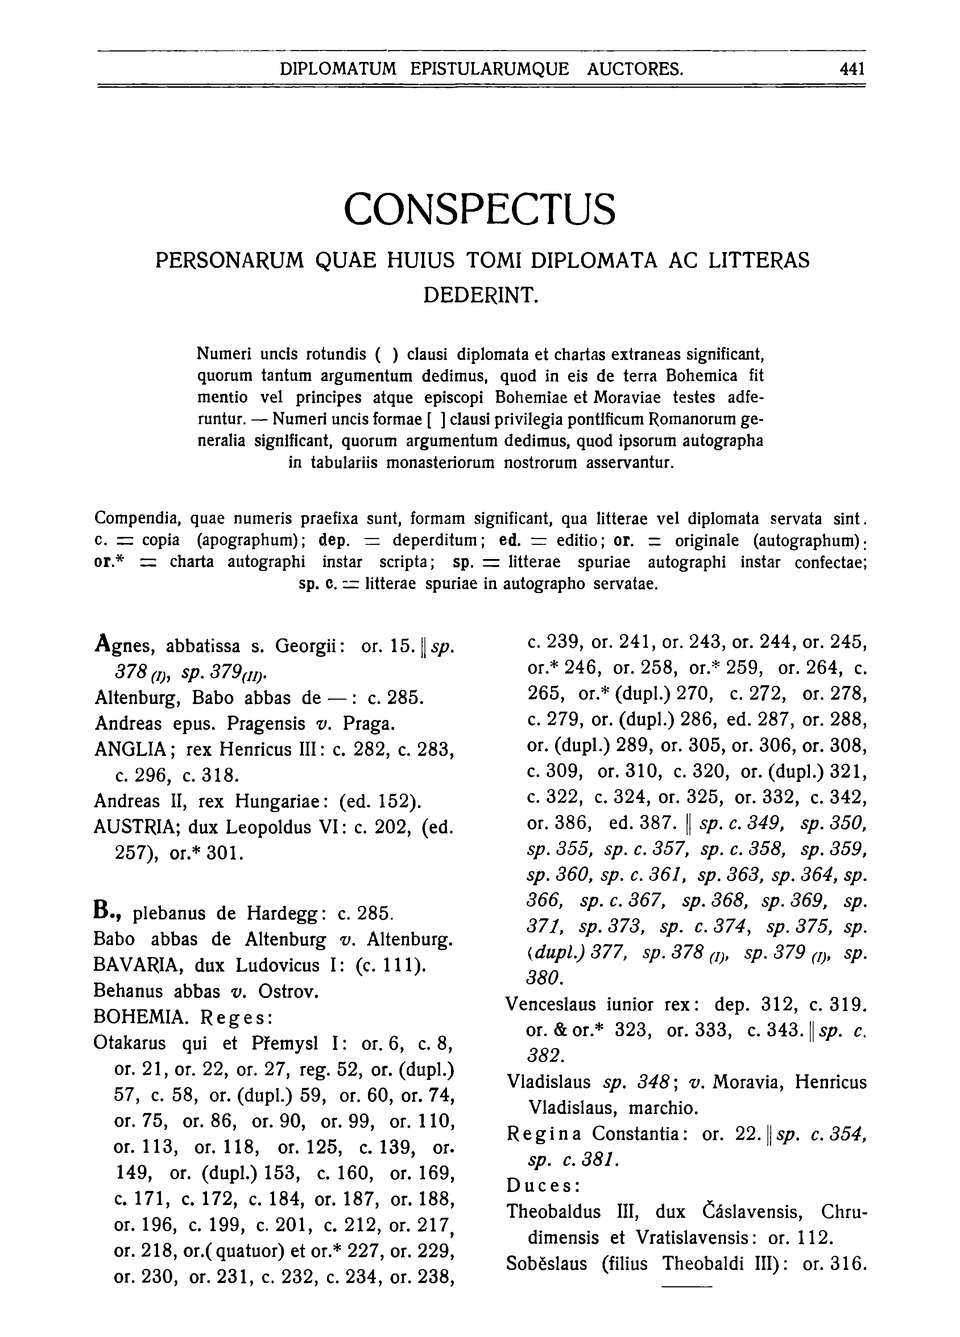 DIPLOMATUM EPISTULARUMQUE AUCTORES. 441
CONSPECTUS
PERSONARUM QUAE HUIUS TOMI DIPLOMATA AC LITTERAS
DEDERINT.
Numeri uncis rotundis ( ) clausi diplomata et chartas extraneas significant,
quorum tantum argumentum dedimus, quod in eis de terra Bohemica fit
mentio vel principes atque episcopi Bohemiae et Moraviae testes adfe-
runtur. — Numeri uncis formae [ ] clausi privilegia pontificum Romanorum ge-
neralia significant, quorum argumentum dedimus, quod ipsorum autographa
in tabulariis monasteriorum nostrorum asservantur.
Compendia, quae numeris praefixa sunt, formam significant, qua litterae vel diplomata servata sint.
c. = copia (apographum); dep. = deperditum; ed. = editio; or. = originale (autographum);
or.* = charta autographi instar scripta; sp. = litterae spuriae autographi instar confectae;
sp. c. = litterae spuriae in autographo servatae.
Agnes, abbatissa s. Georgii: or. 15. || sp.
378 (I), sp. 379(II).
Altenburg, Babo abbas de — : c. 285.
Andreas epus. Pragensis v. Praga.
ANGLIA; rex Henricus III: c. 282, c. 283,
c. 296, c. 318.
Andreas II, rex Hungariae: (ed. 152).
AUSTRIA; dux Leopoldus VI: c. 202, (ed.
257), or.* 301.
B., plebanus de Hardegg: c. 285.
Babo abbas de Altenburg v. Altenburg.
BAVARIA, dux Ludovicus I: (c. 111).
Behanus abbas v. Ostrov.
BOHEMIA. Reges:
Otakarus qui et Přemysl I: or. 6, c. 8,
or. 21, or. 22, or. 27, reg. 52, or. (dupl.)
57, c. 58, or. (dupl.) 59, or. 60, or. 74,
or. 75, or. 86, or. 90, or. 99, or. 110,
or. 113, or. 118, or. 125, c. 139, or.
149, or. (dupl.) 153, c. 160, or. 169,
c. 171, c. 172, c. 184, or. 187, or. 188,
or. 196, c. 199, c. 201, c. 212, or. 217,
or. 218, or.( quatuor) et or.* 227, or. 229,
or. 230, or. 231, c. 232, c. 234, or. 238,
c. 239, or. 241, or. 243, or. 244, or. 245,
or.* 246, or. 258, or.* 259, or. 264, c.
265, or.* (dupl.) 270, c. 272, or. 278,
c. 279, or. (dupl.) 286, ed. 287, or. 288,
or. (dupl.) 289, or. 305, or. 306, or. 308,
c. 309, or. 310, c. 320, or. (dupl.) 321,
c. 322, c. 324, or. 325, or. 332, c. 342,
or. 386, ed. 387. || sp. c. 349, sp. 350,
sp. 355, sp. c. 357, sp. c. 358, sp. 359,
sp. 360, sp. c. 361, sp. 363, sp. 364, sp.
366, sp. c. 367, sp. 368, sp. 369, sp.
371, sp. 373, sp. c. 374, sp. 375, sp.
(dupl.) 377, sp. 378 (I), sp. 379 (I), sp.
380.
Venceslaus iunior rex: dep. 312, c. 319.
or. & or.* 323, or. 333, c. 343. || sp. c.
382.
Vladislaus sp. 348; v. Moravia, Henricus
Vladislaus, marchio.
Regina Constantia: or. 22. || sp. c. 354,
sp. c. 381.
Duces:
Theobaldus III, dux Čáslavensis, Chru-
dimensis et Vratislavensis: or. 112.
Soběslaus (filius Theobaldi III): or. 316.